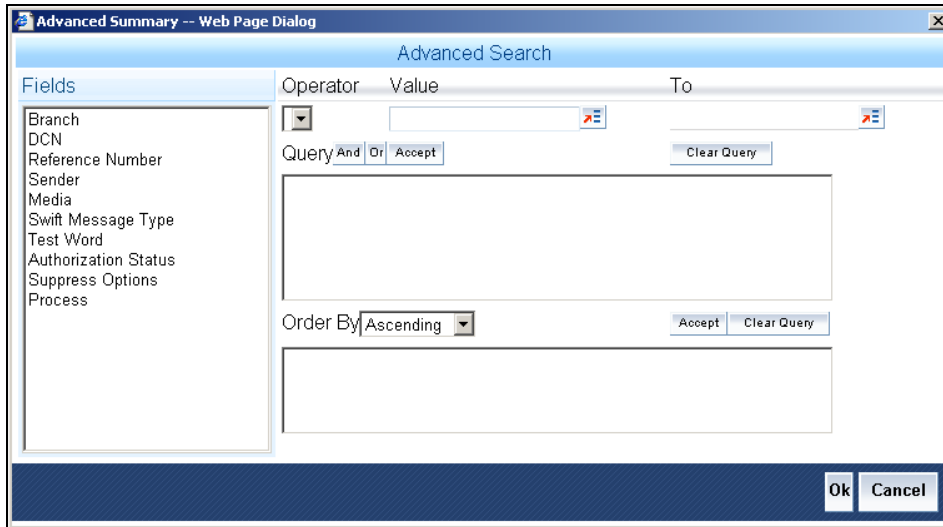 Advanced Summary -- Web Page Dialog
Advanced Search
Fields
Operator Value To
Branch
DCN
Reference Number
Sender
Media
Swift Message Type
Test Word
Authorization Status
Suppress Options
Process
Query And Or Accept Clear Query
Order By Ascending Accept Clear Query
Ok Cancel